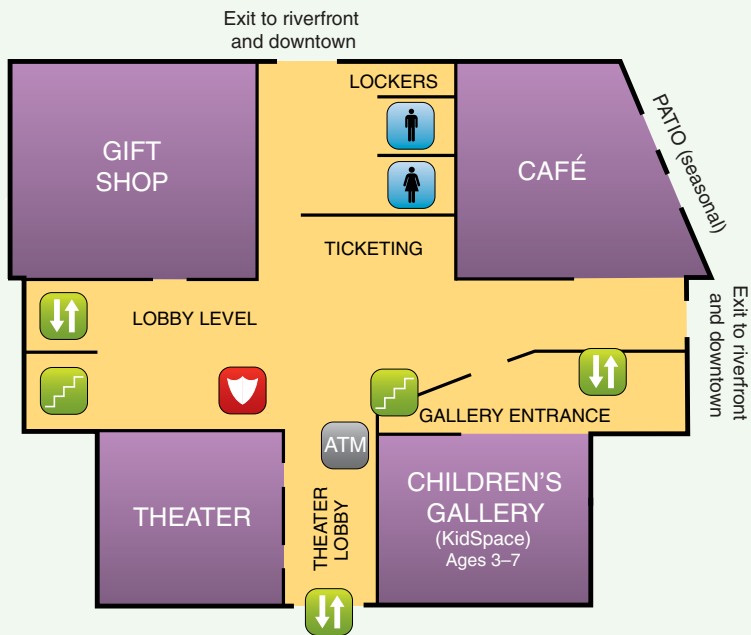 Exit to riverfront
and downtown
LOCKERS
PATIO (seasonal)
GIFT
SHOP
CAFÉ
TICKETING
LOBBY LEVEL
Exit to riverfront
and downtown
GALLERY ENTRANCE
ATM
THEATER
THEATER
LOBBY
CHILDREN'S
GALLERY
(KidSpace)
Ages 3–7